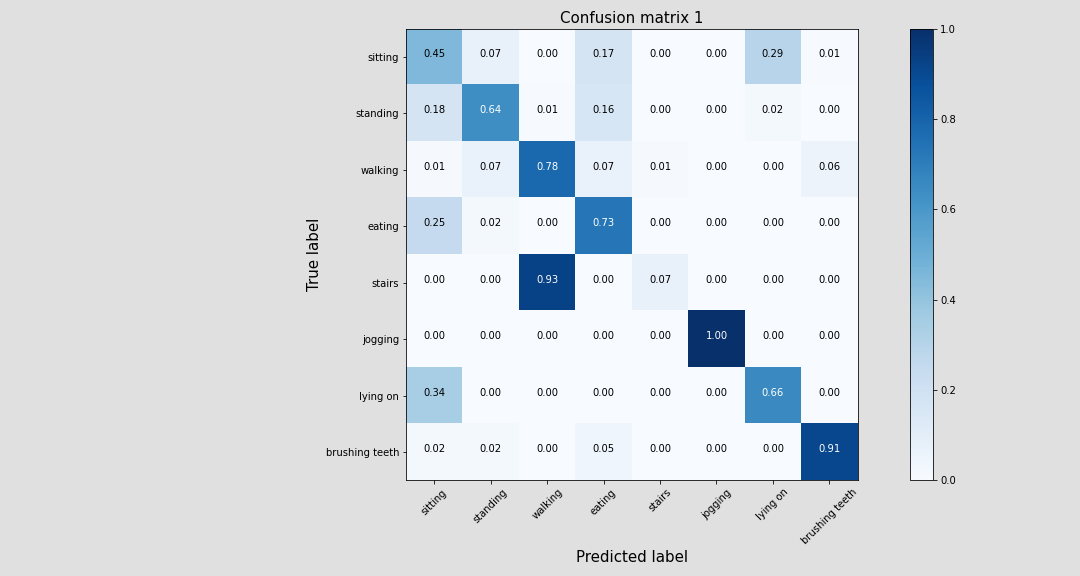 Confusion matrix 1
sitting 0.45 0.07 0.00 0.17 0.00 0.00 0.29 0.01
standing 0.18 0.64 0.01 0.16 0.00 0.00 0.02 0.00
walking 0.01 0.07 0.78 0.07 0.01 0.00 0.00 0.06
eating 0.25 0.02 0.00 0.73 0.00 0.00 0.00 0.00
stairs 0.00 0.00 0.93 0.00 0.07 0.00 0.00 0.00
jogging 0.00 0.00 0.00 0.00 0.00 1.00 0.00 0.00
lying on 0.34 0.00 0.00 0.00 0.00 0.00 0.66 0.00
brushing teeth 0.02 0.02 0.00 0.05 0.00 0.00 0.00 0.91
True label
sitting standing walking eating stairs jogging lying on brushing teeth
Predicted label
1.0
0.8
0.6
0.4
0.2
0.0